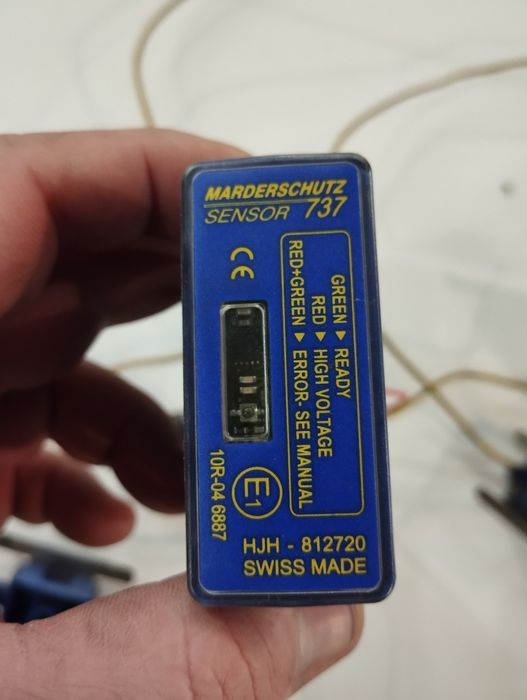 MARDERSCHUTZ
SENSOR 737
CE
GREEN ► READY
RED ► HIGH VOLTAGE
RED+GREEN ► ERROR- SEE MANUAL
10R-04 6887
E1
HJH - 812720
SWISS MADE